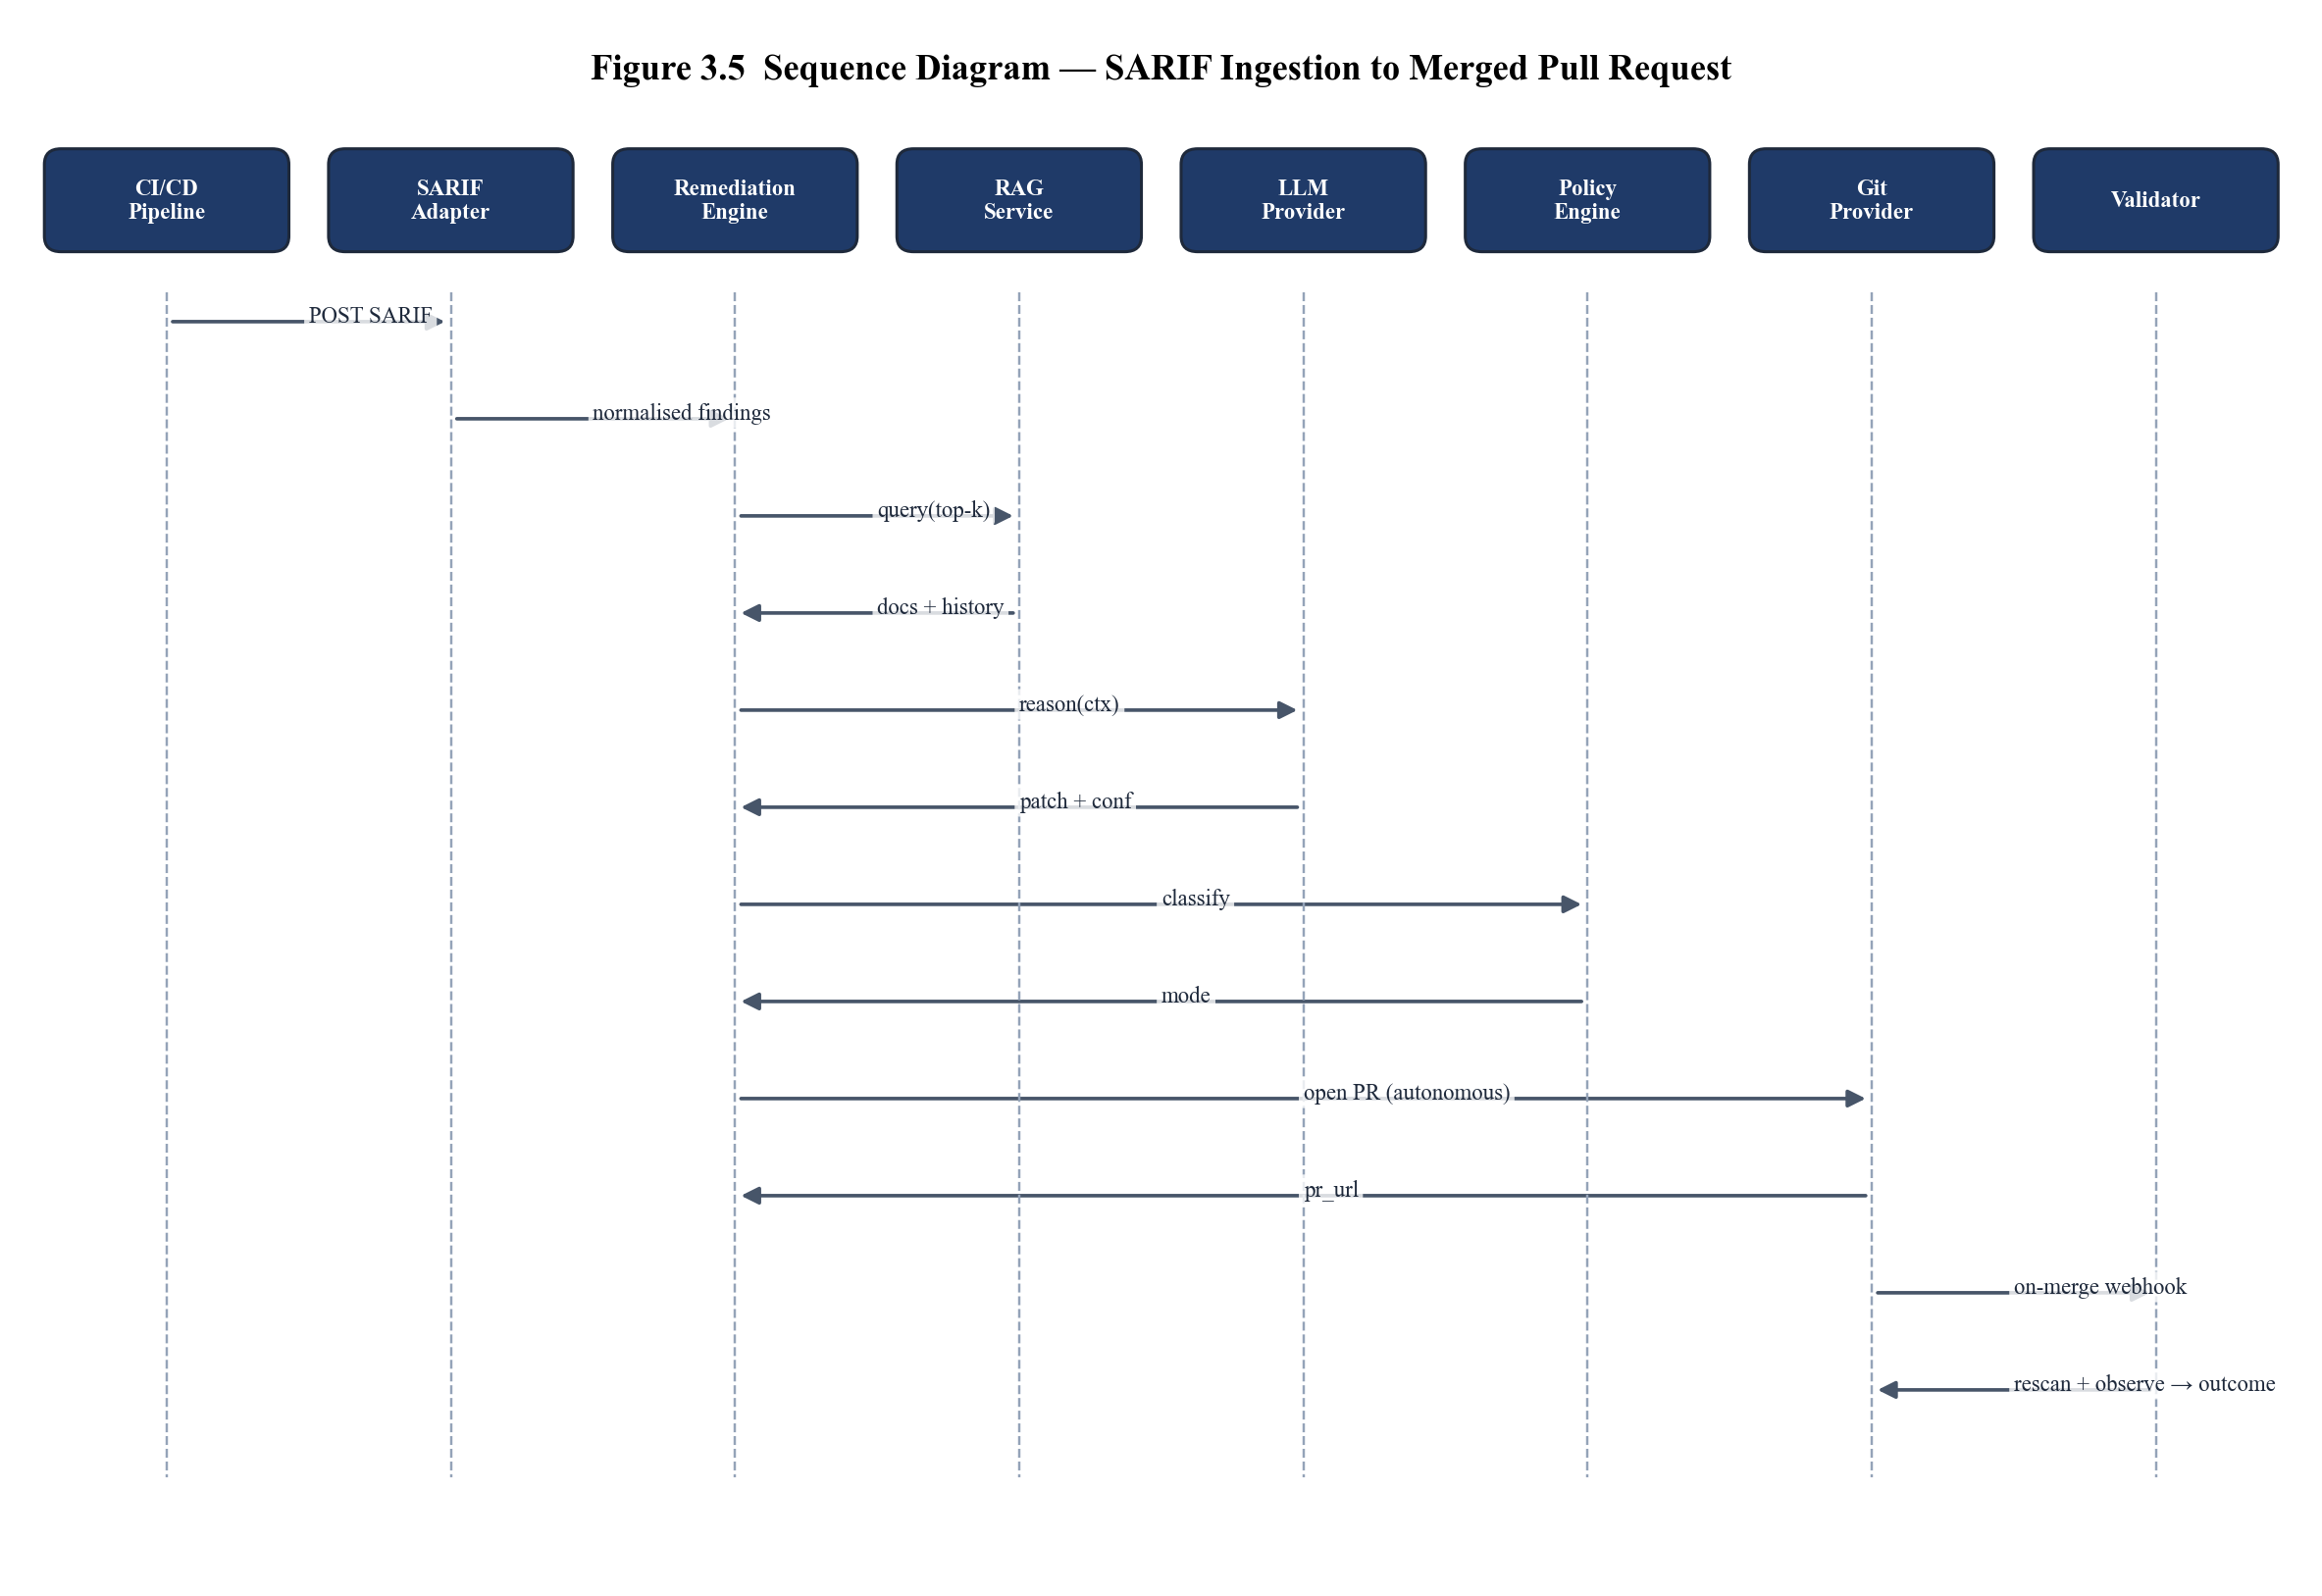 Figure 3.5  Sequence Diagram — SARIF Ingestion to Merged Pull Request
CI/CD
Pipeline
SARIF
Adapter
Remediation
Engine
RAG
Service
LLM
Provider
Policy
Engine
Git
Provider
Validator
POST SARIF
normalised findings
query(top-k)
docs + history
reason(ctx)
patch + conf
classify
mode
open PR (autonomous)
pr_url
on-merge webhook
rescan + observe → outcome